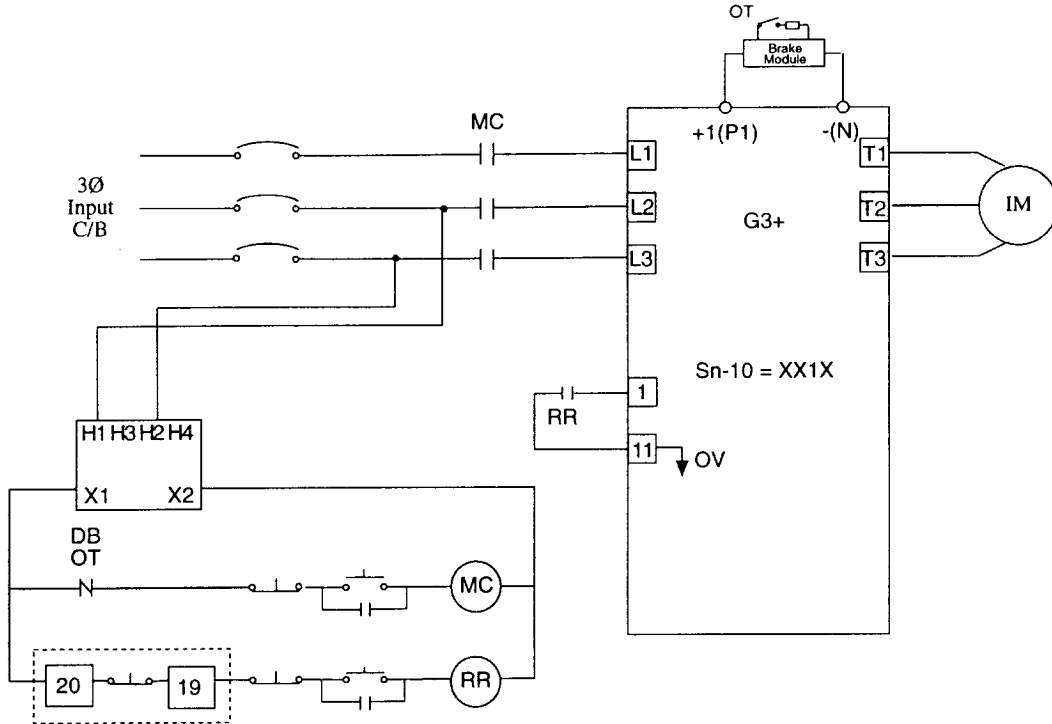 OT
Brake
Module
+1(P1)
-(N)
MC
L1
T1
3Ø
Input
C/B
L2
G3+
T2
IM
L3
T3
Sn-10 = XX1X
1
RR
11
OV
H1 H3 H2 H4
X1 X2
DB
OT
MC
20
19
RR